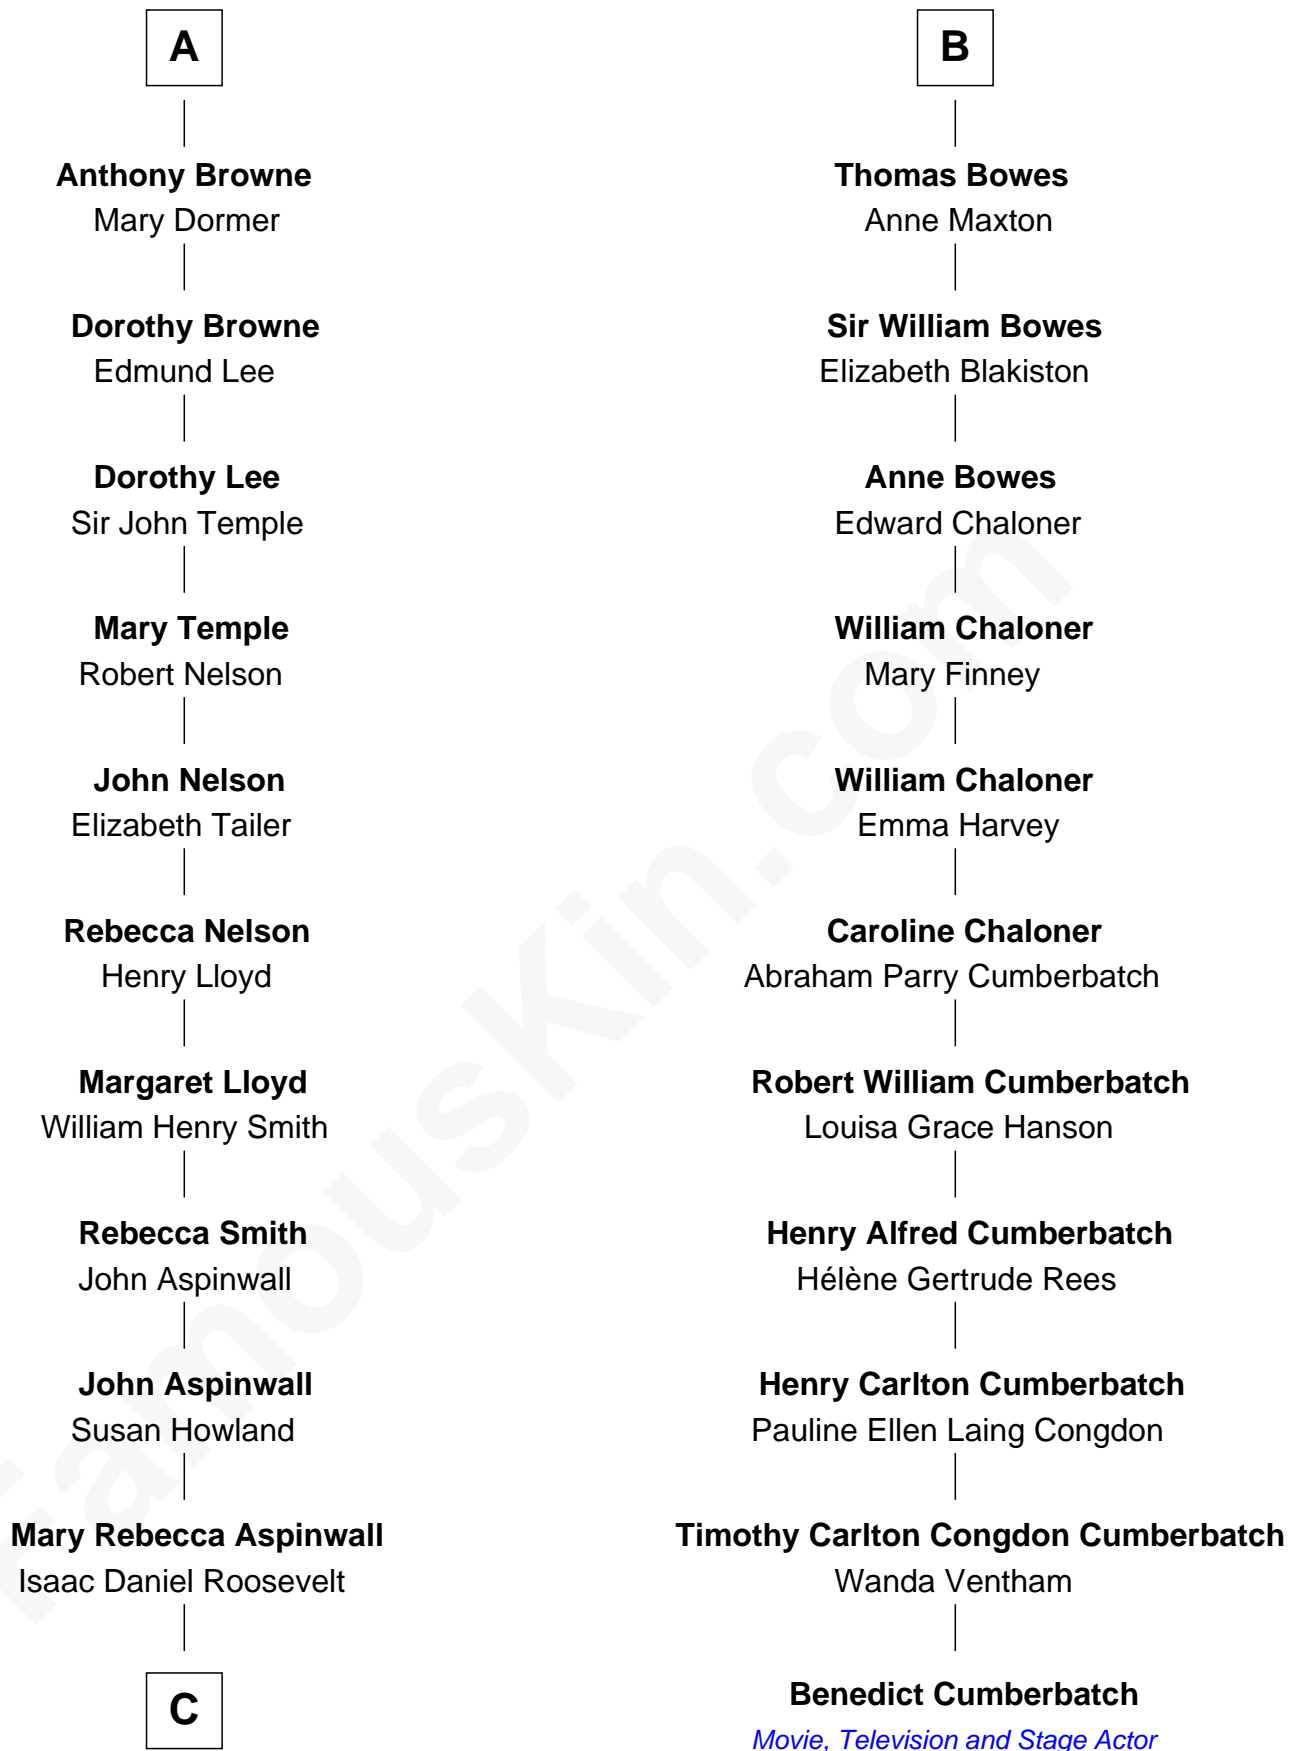 A
Anthony Browne
Mary Dormer
Dorothy Browne
Edmund Lee
Dorothy Lee
Sir John Temple
Mary Temple
Robert Nelson
John Nelson
Elizabeth Tailer
Rebecca Nelson
Henry Lloyd
Margaret Lloyd
William Henry Smith
Rebecca Smith
John Aspinwall
John Aspinwall
Susan Howland
Mary Rebecca Aspinwall
Isaac Daniel Roosevelt
C
B
Thomas Bowes
Anne Maxton
Sir William Bowes
Elizabeth Blakiston
Anne Bowes
Edward Chaloner
William Chaloner
Mary Finney
William Chaloner
Emma Harvey
Caroline Chaloner
Abraham Parry Cumberbatch
Robert William Cumberbatch
Louisa Grace Hanson
Henry Alfred Cumberbatch
Hélène Gertrude Rees
Henry Carlton Cumberbatch
Pauline Ellen Laing Congdon
Timothy Carlton Congdon Cumberbatch
Wanda Ventham
Benedict Cumberbatch
Movie, Television and Stage Actor
FamousKin.com